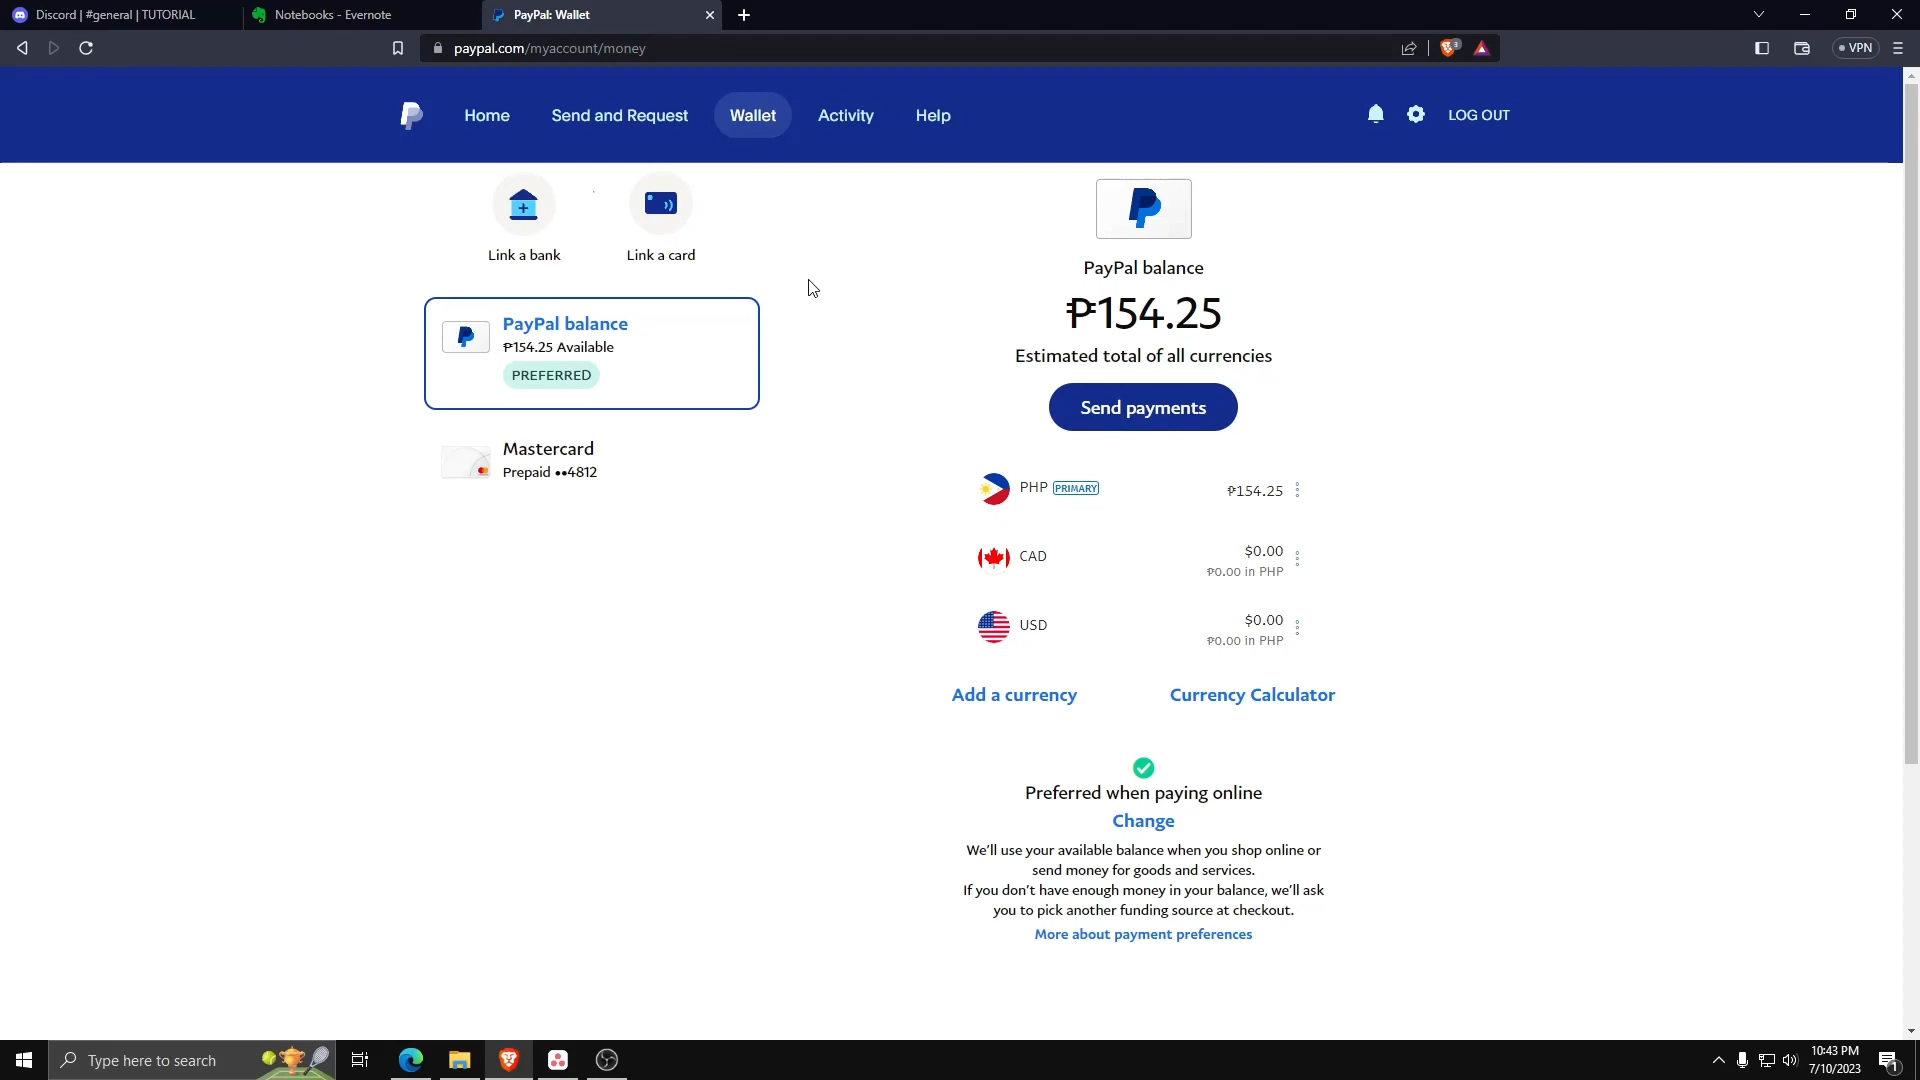 Discord | #general | TUTORIAL
Notebooks - Evernote
PayPal: Wallet
paypal.com/myaccount/money
3
VPN
Home
Send and Request
Wallet
Activity
Help
LOG OUT
Link a bank
Link a card
PayPal balance
₱154.25 Available
PREFERRED
Mastercard
Prepaid ••4812
PayPal balance
₱154.25
Estimated total of all currencies
Send payments
PHP PRIMARY
₱154.25
CAD
$0.00
₱0.00 in PHP
USD
$0.00
₱0.00 in PHP
Add a currency
Currency Calculator
Preferred when paying online
Change
We'll use your available balance when you shop online or
send money for goods and services.
If you don't have enough money in your balance, we'll ask
you to pick another funding source at checkout.
More about payment preferences
Type here to search
10:43 PM
7/10/2023
1